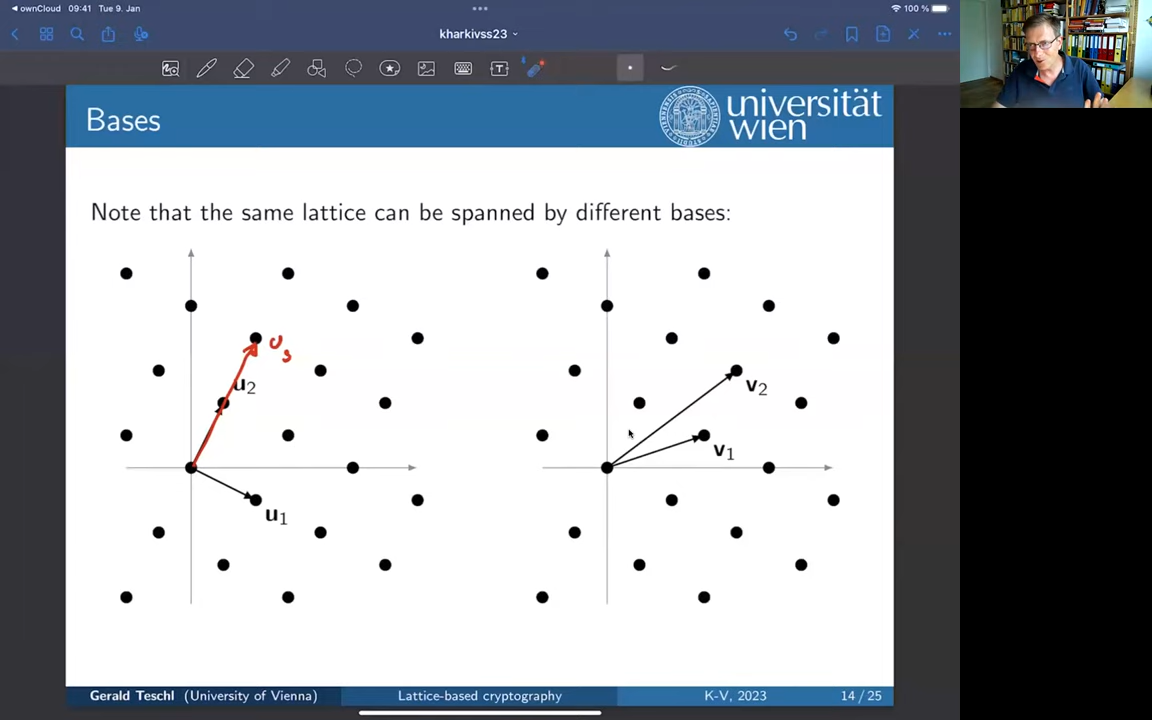 ownCloud 09:41 Tue 9. Jan
100 %
kharkivss23
Bases
universität
wien
Note that the same lattice can be spanned by different bases:
u3
u2
u1
v2
v1
Gerald Teschl (University of Vienna) Lattice-based cryptography K-V, 2023 14 / 25